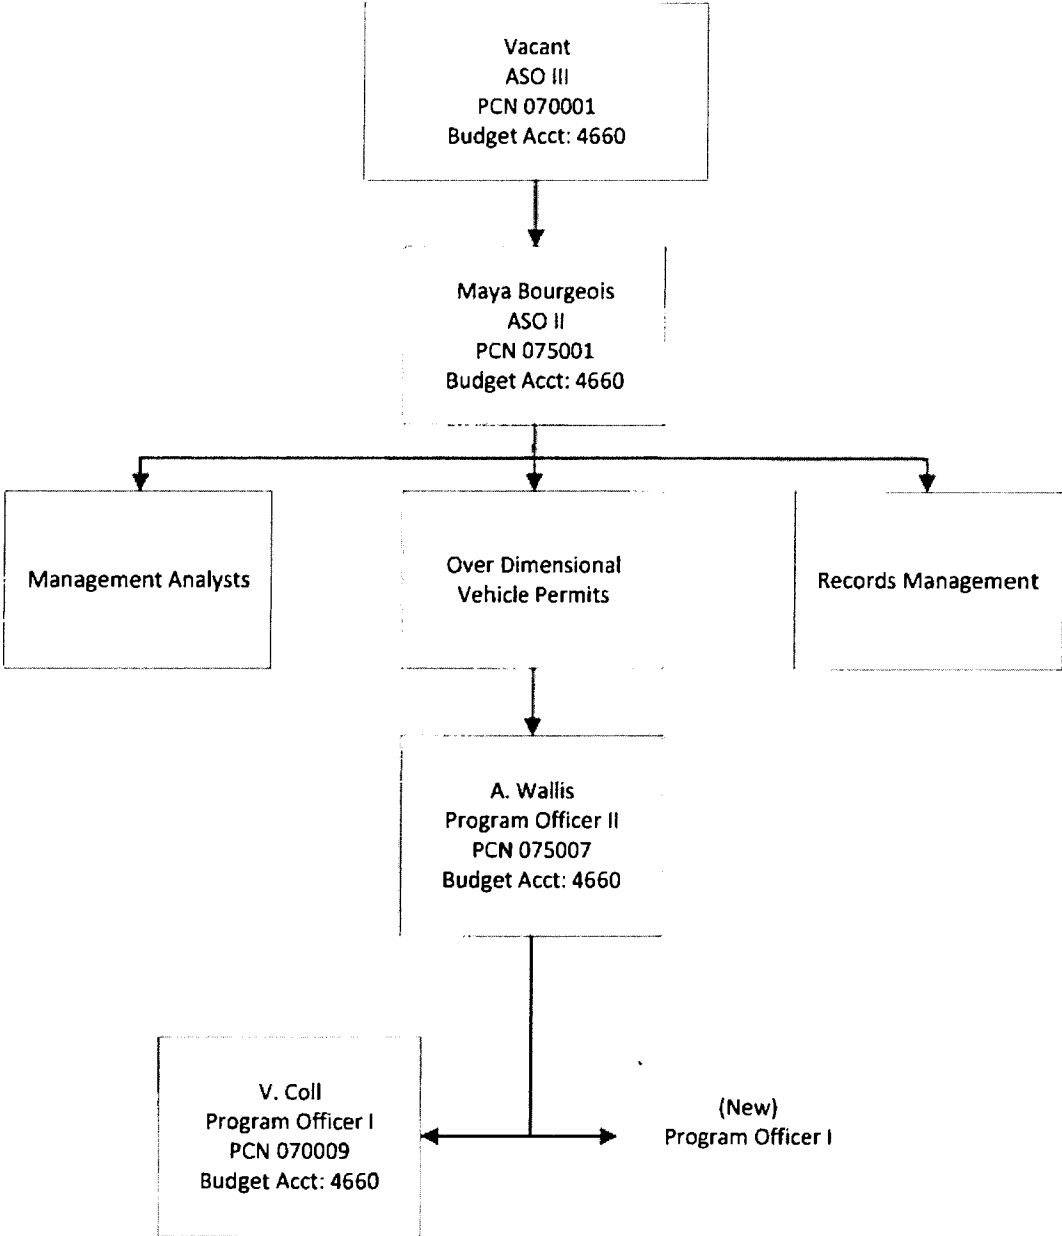 Vacant
ASO III
PCN 070001
Budget Acct: 4660
Maya Bourgeois
ASO II
PCN 075001
Budget Acct: 4660
Management Analysts
Over Dimensional
Vehicle Permits
Records Management
A. Wallis
Program Officer II
PCN 075007
Budget Acct: 4660
V. Coll
Program Officer I
PCN 070009
Budget Acct: 4660
(New)
Program Officer I